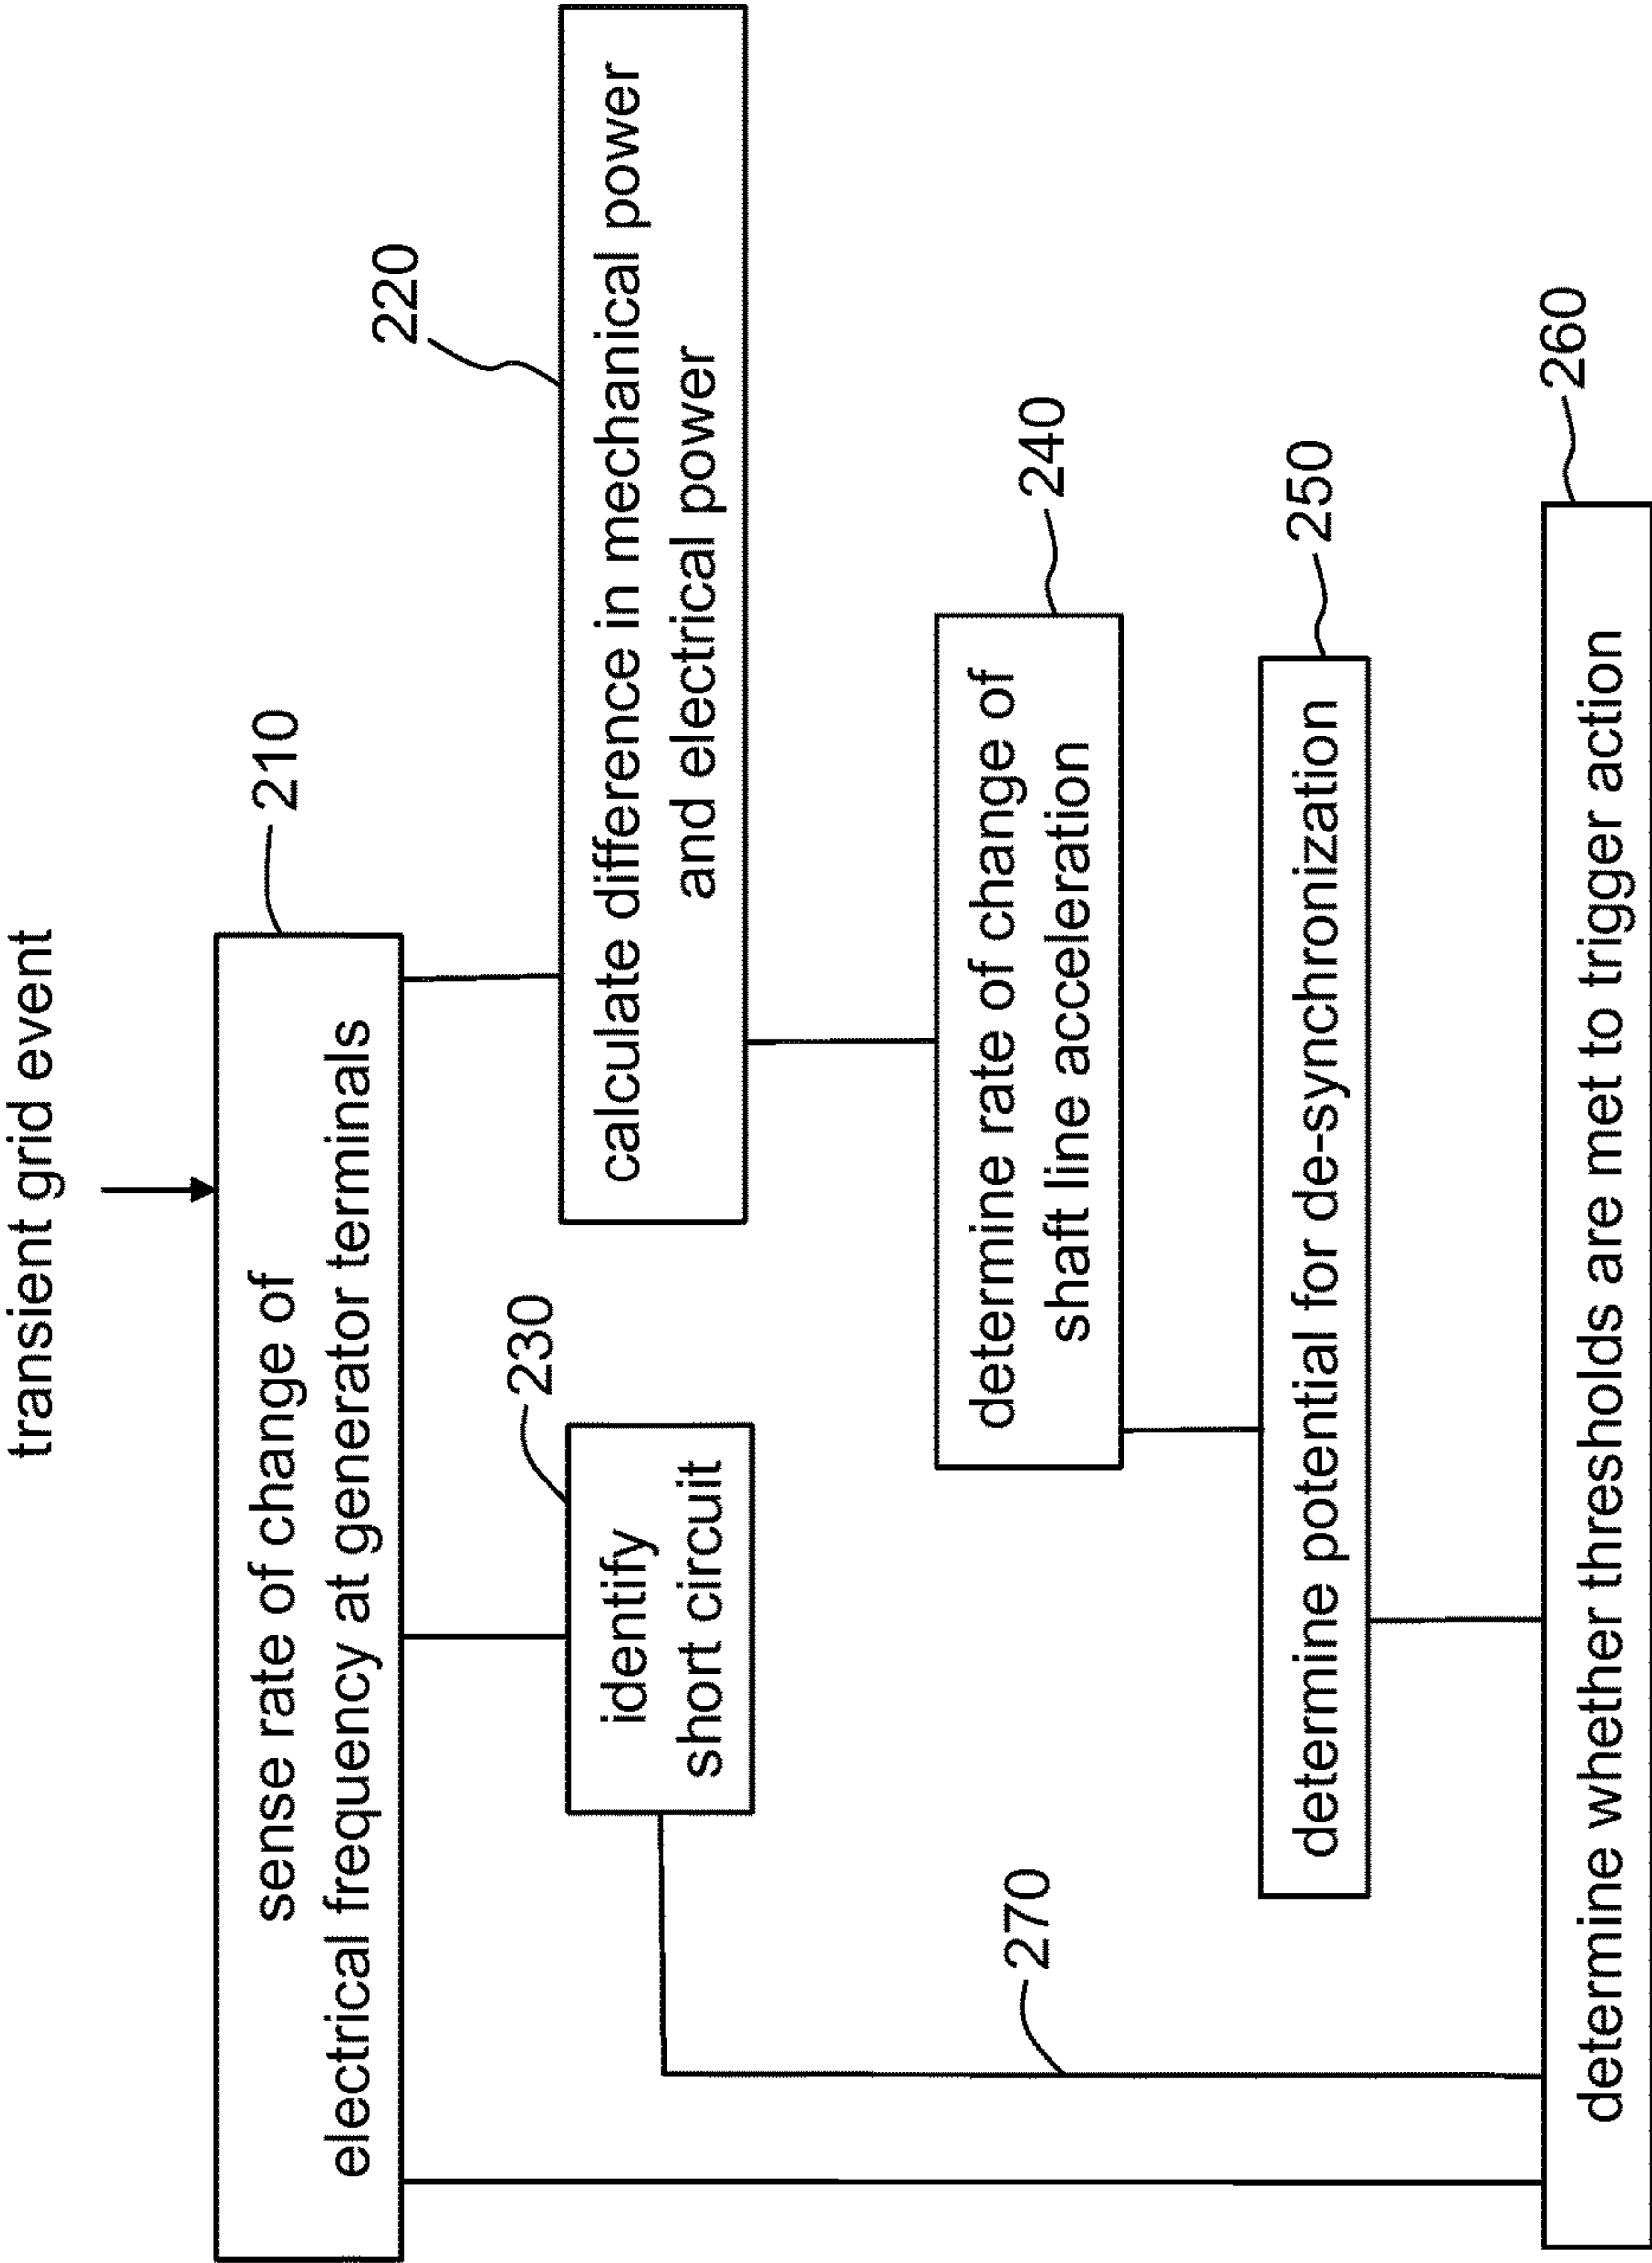 transient grid event
210
sense rate of change of
electrical frequency at generator terminals
220
calculate difference in mechanical power
and electrical power
230
identify
short circuit
240
determine rate of change of
shaft line acceleration
250
determine potential for de-synchronization
270
260
determine whether thresholds are met to trigger action